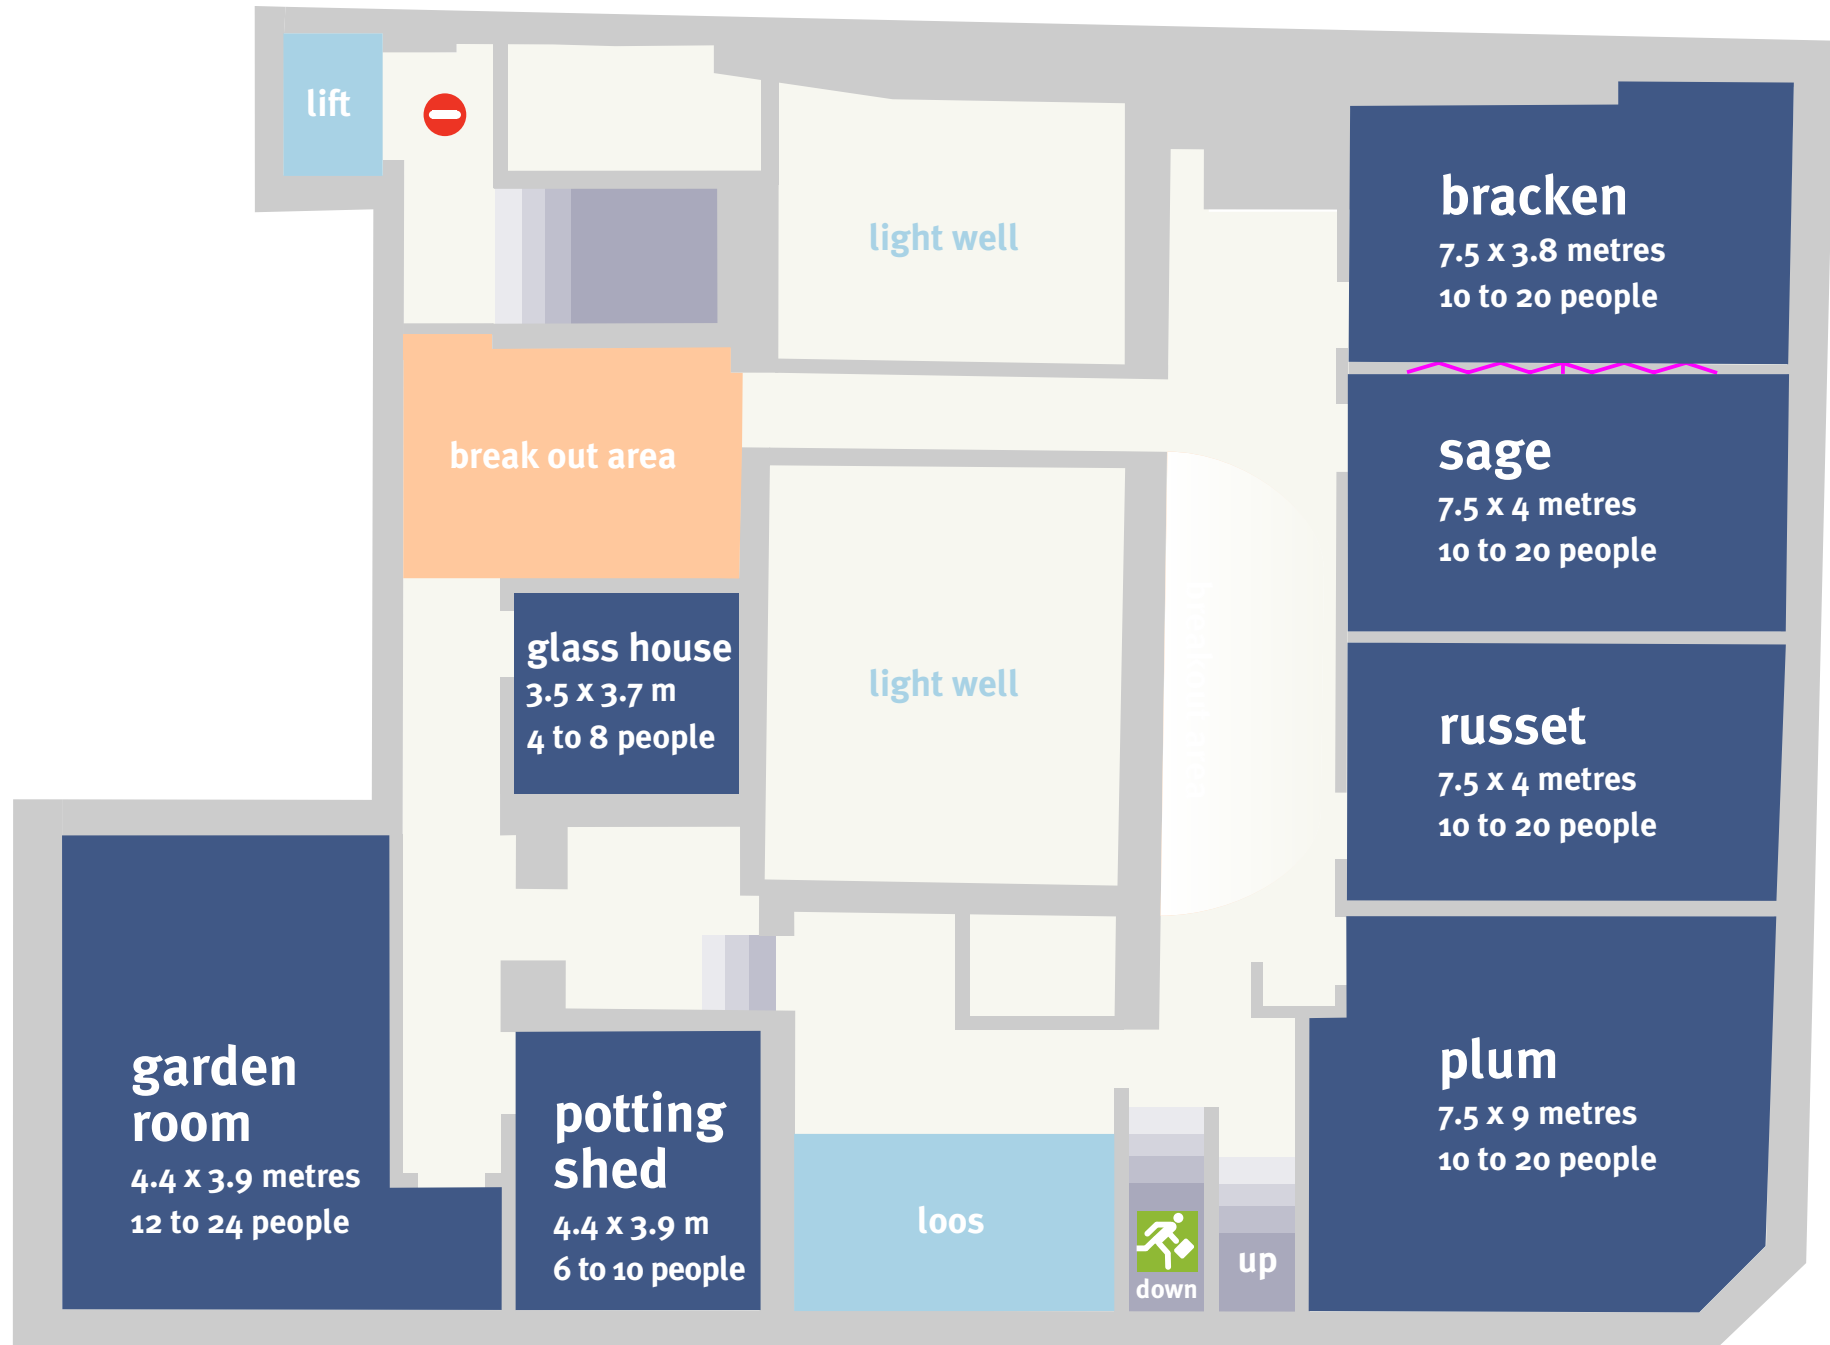 lift
light well
bracken
7.5 x 3.8 metres
10 to 20 people
break out area
sage
7.5 x 4 metres
10 to 20 people
glass house
3.5 x 3.7 m
4 to 8 people
light well
russet
7.5 x 4 metres
10 to 20 people
garden
room
4.4 x 3.9 metres
12 to 24 people
potting
shed
4.4 x 3.9 m
6 to 10 people
loos
down
up
plum
7.5 x 9 metres
10 to 20 people